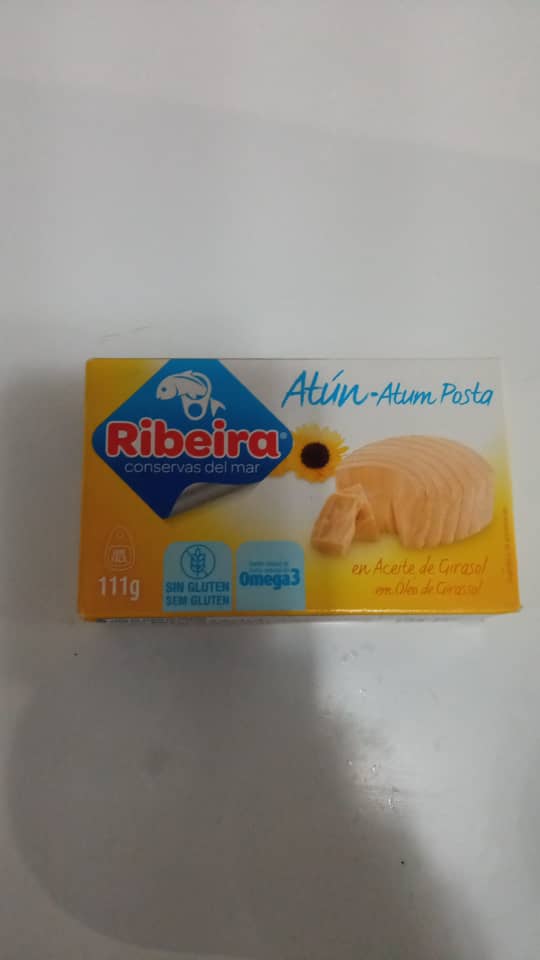 Ribeira®
conservas del mar
Atún - Atum Posta
en Aceite de Girasol
em Óleo de Girassol
111g
SIN GLUTEN
SEM GLUTEN
Omega3